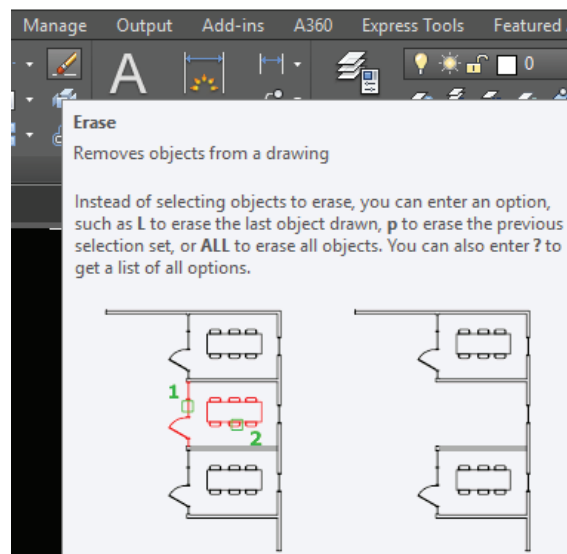 Manage Output Add-ins A360 Express Tools Featured
A
0
Erase
Removes objects from a drawing
Instead of selecting objects to erase, you can enter an option,
such as L to erase the last object drawn, p to erase the previous
selection set, or ALL to erase all objects. You can also enter ? to
get a list of all options.
1
2